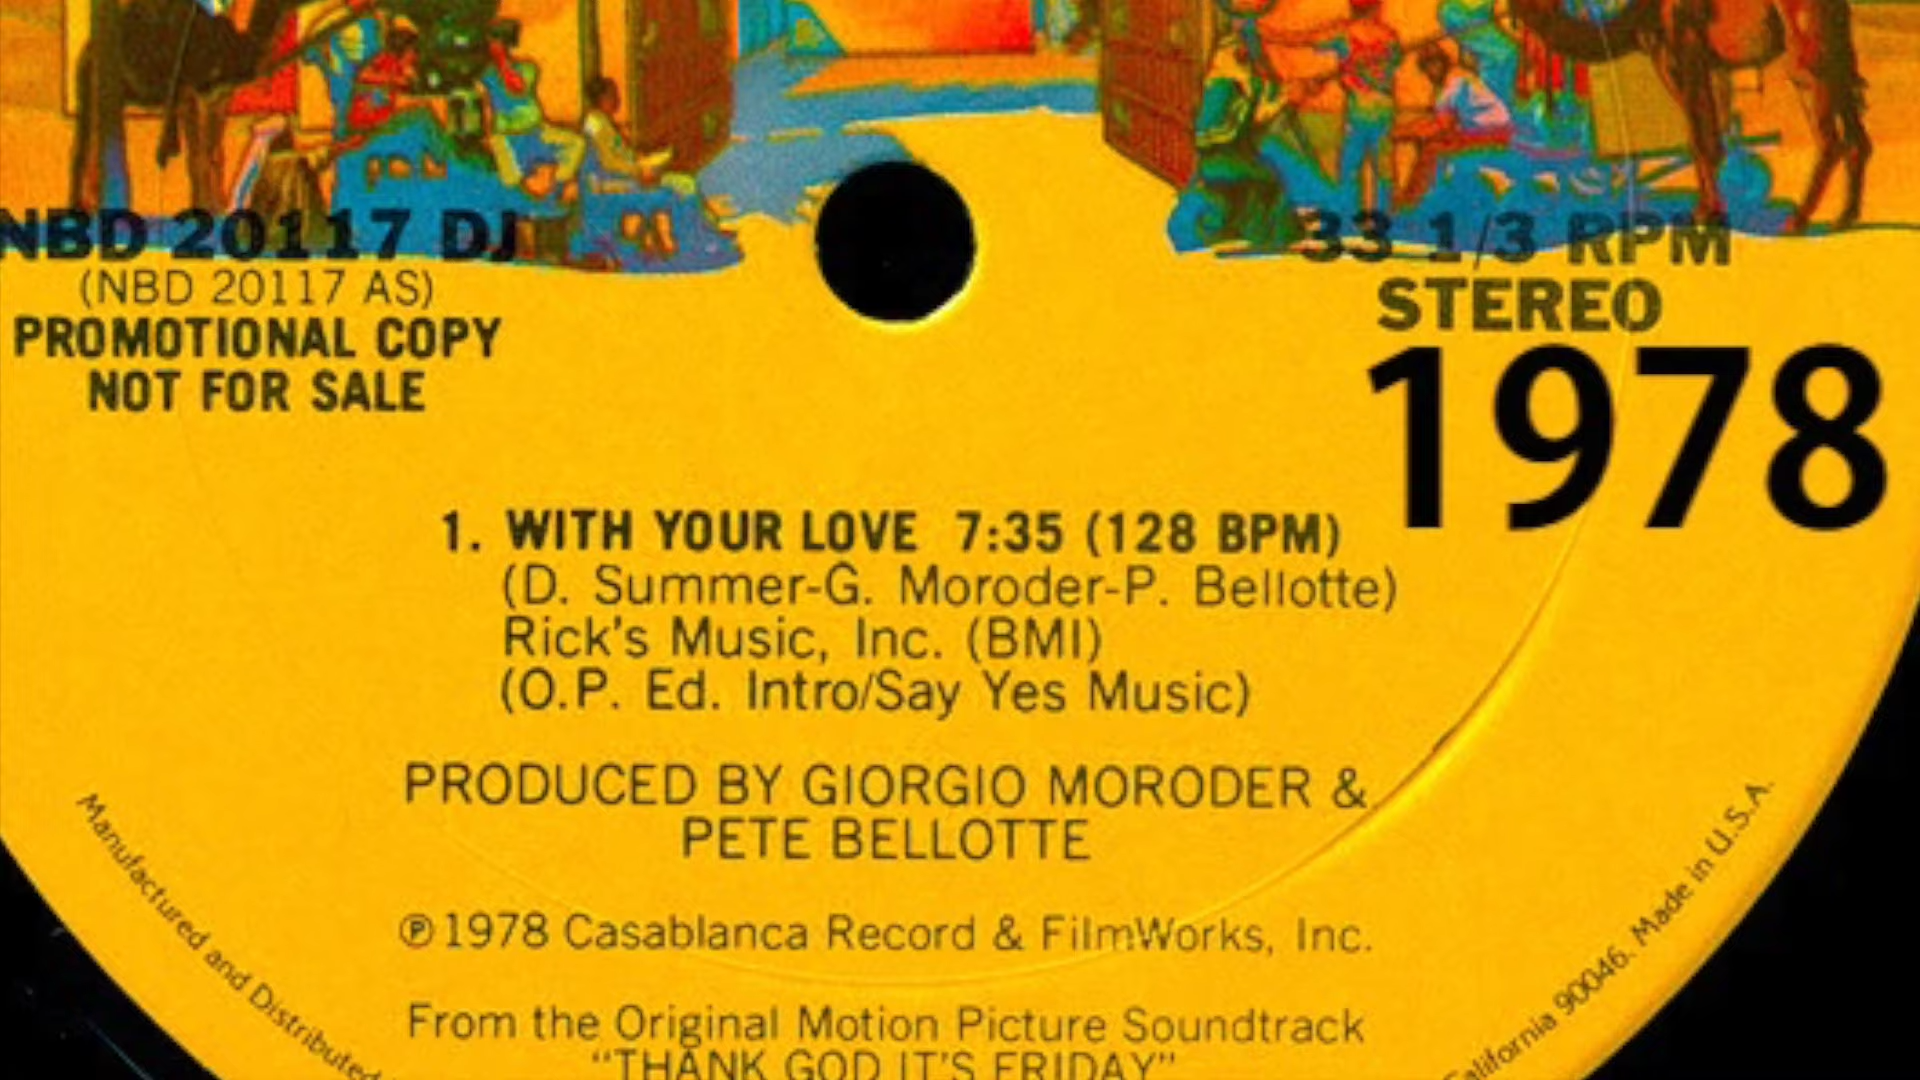 NBD 20117 DJ
(NBD 20117 AS)
PROMOTIONAL COPY
NOT FOR SALE
33 1/3 RPM
STEREO
1978
1. WITH YOUR LOVE 7:35 (128 BPM)
(D. Summer-G. Moroder-P. Bellotte)
Rick's Music, Inc. (BMI)
(O.P. Ed. Intro/Say Yes Music)
PRODUCED BY GIORGIO MORODER &
PETE BELLOTTE
℗1978 Casablanca Record & FilmWorks, Inc.
From the Original Motion Picture Soundtrack
“THANK GOD IT'S FRIDAY”
Manufactured and Distributed
California 90046. Made in U.S.A.